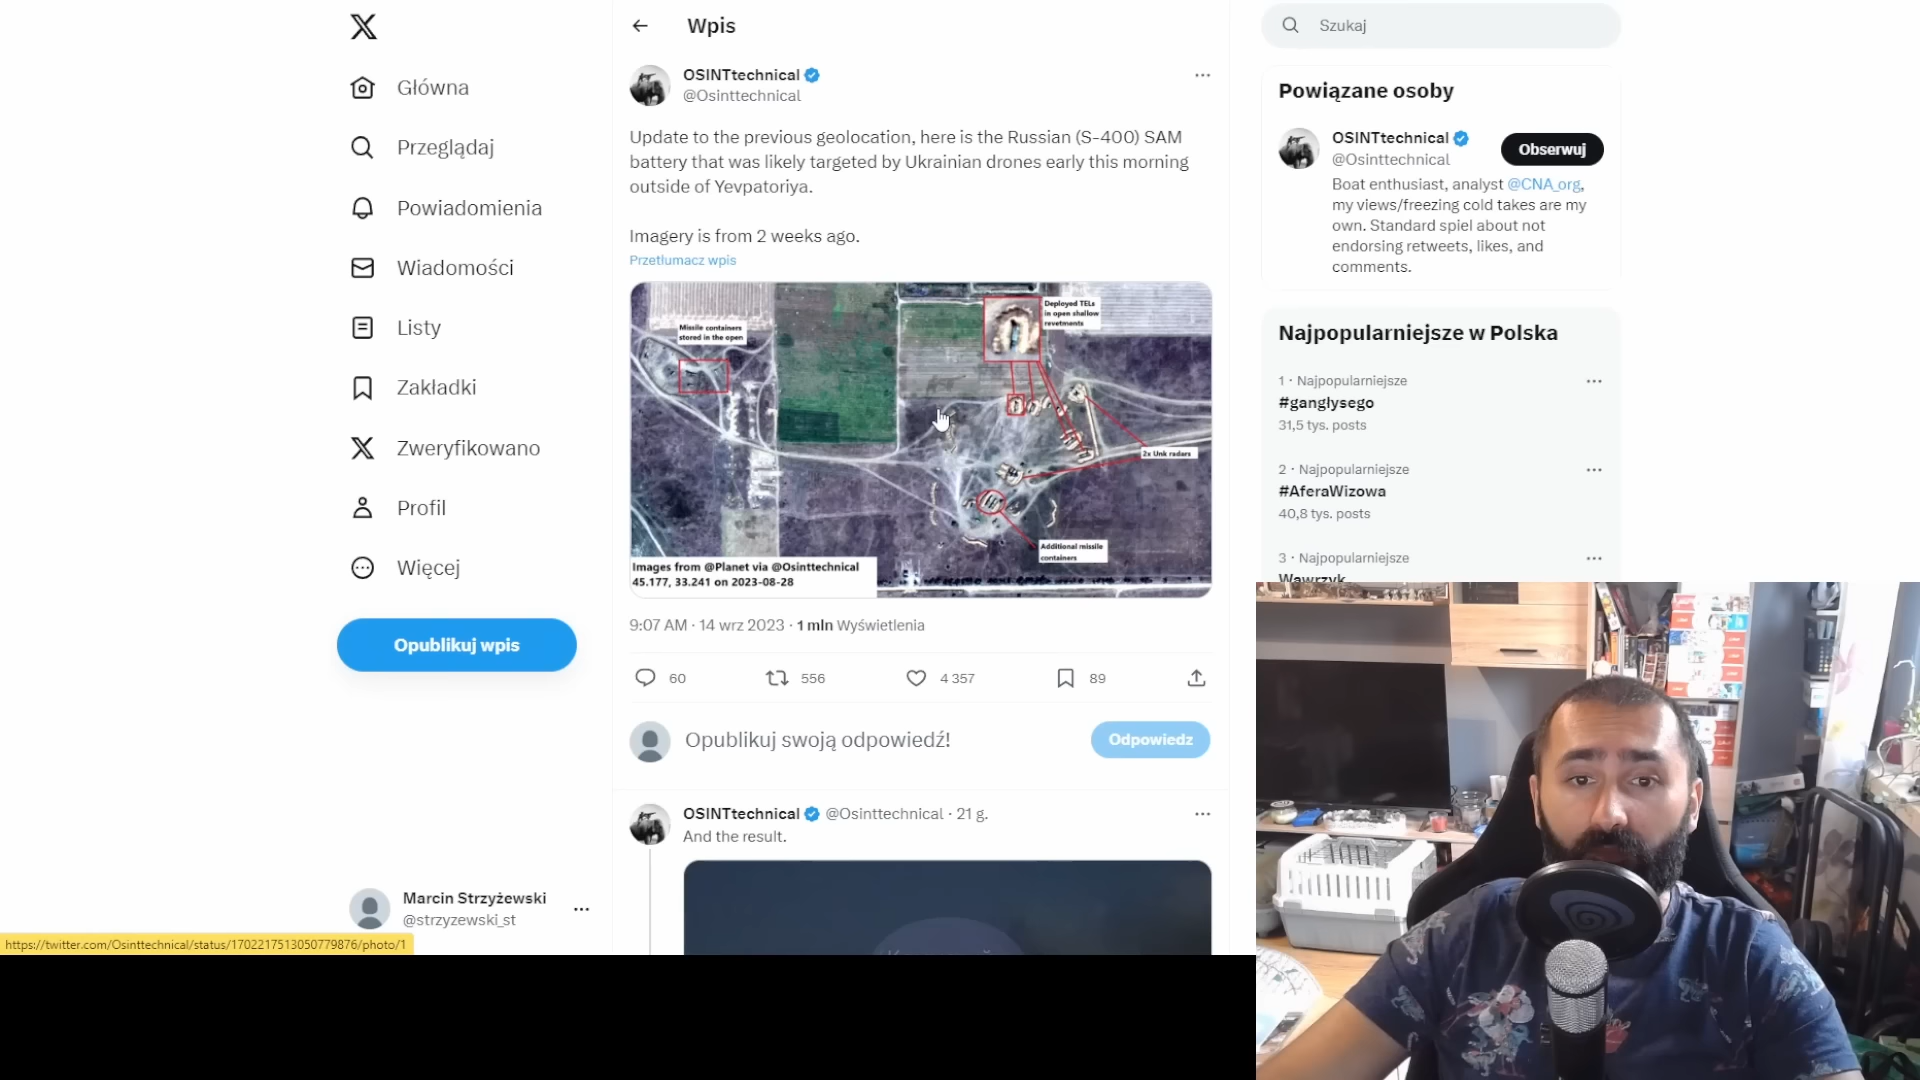 Główna
Przeglądaj
Powiadomienia
Wiadomości
Listy
Zakładki
Zweryfikowano
Profil
Więcej
Opublikuj wpis
Marcin Strzyżewski
@strzyzewski_st
https://twitter.com/Osinttechnical/status/1702217513050779876/photo/1
Wpis
OSINTtechnical
@Osinttechnical
Update to the previous geolocation, here is the Russian (S-400) SAM
battery that was likely targeted by Ukrainian drones early this morning
outside of Yevpatoriya.
Imagery is from 2 weeks ago.
Przetłumacz wpis
Missile containers
stored in the open
Deployed TELs
in open shallow
revetments
2x Unk radars
Additional missile
containers
Images from @Planet via @Osinttechnical
45.177, 33.241 on 2023-08-28
9:07 AM · 14 wrz 2023 · 1 mln Wyświetlenia
60
556
4 357
89
Opublikuj swoją odpowiedź!
Odpowiedz
OSINTtechnical @Osinttechnical · 21 g.
And the result.
Szukaj
Powiązane osoby
OSINTtechnical
@Osinttechnical
Obserwuj
Boat enthusiast, analyst @CNA_org,
my views/freezing cold takes are my
own. Standard spiel about not
endorsing retweets, likes, and
comments.
Najpopularniejsze w Polska
1 · Najpopularniejsze
#ganglysego
31,5 tys. posts
2 · Najpopularniejsze
#AferaWizowa
40,8 tys. posts
3 · Najpopularniejsze
Wawrzyk